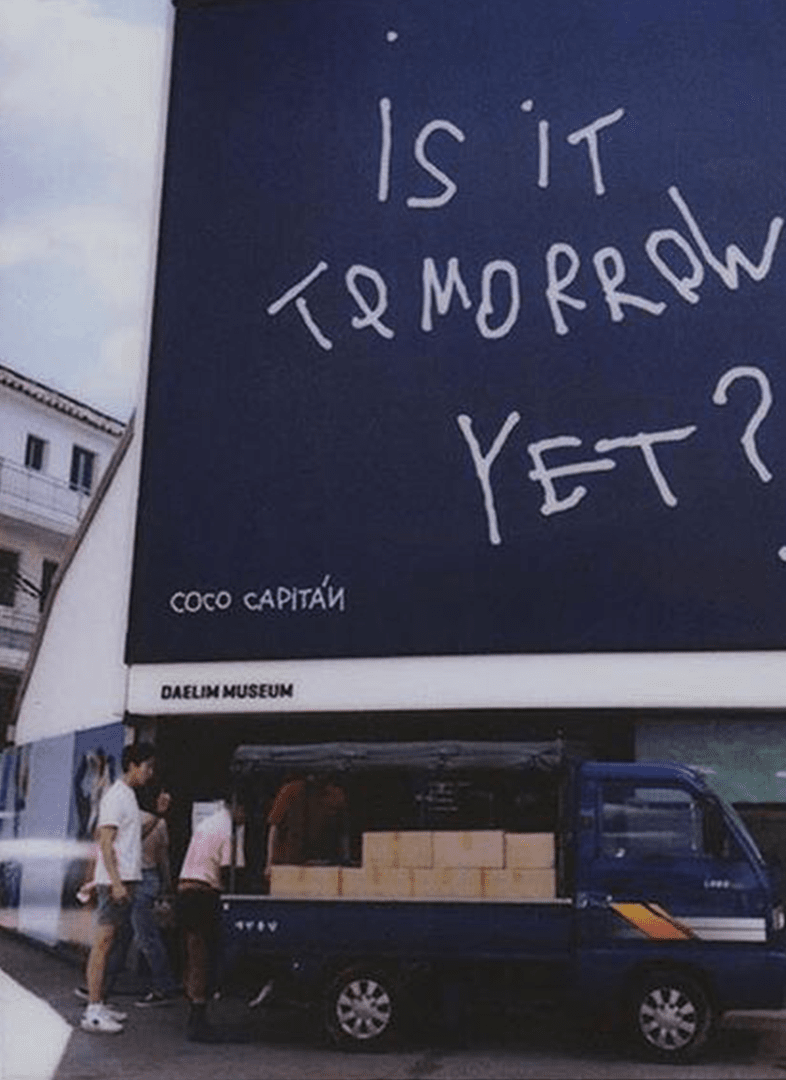 IS IT
TOMORROW
YET?
COCO CAPITÁN
DAELIM MUSEUM